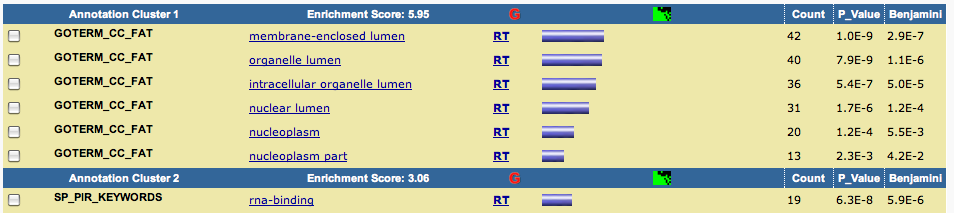 Annotation Cluster 1 Enrichment Score: 5.95 G Count P_Value Benjamini
GOTERM_CC_FAT membrane-enclosed lumen RT 42 1.0E-9 2.9E-7
GOTERM_CC_FAT organelle lumen RT 40 7.9E-9 1.1E-6
GOTERM_CC_FAT intracellular organelle lumen RT 36 5.4E-7 5.0E-5
GOTERM_CC_FAT nuclear lumen RT 31 1.7E-6 1.2E-4
GOTERM_CC_FAT nucleoplasm RT 20 1.2E-4 5.5E-3
GOTERM_CC_FAT nucleoplasm part RT 13 2.3E-3 4.2E-2
Annotation Cluster 2 Enrichment Score: 3.06 G Count P_Value Benjamini
SP_PIR_KEYWORDS rna-binding RT 19 6.3E-8 5.9E-6